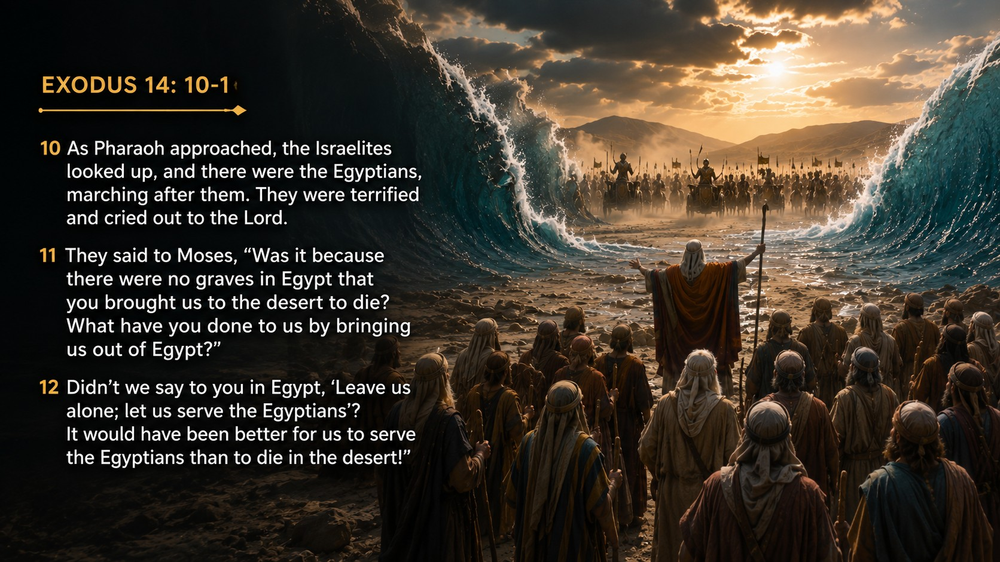 EXODUS 14: 10-1
10 As Pharaoh approached, the Israelites
looked up, and there were the Egyptians,
marching after them. They were terrified
and cried out to the Lord.
11 They said to Moses, “Was it because
there were no graves in Egypt that
you brought us to the desert to die?
What have you done to us by bringing
us out of Egypt?”
12 Didn’t we say to you in Egypt, ‘Leave us
alone; let us serve the Egyptians’?
It would have been better for us to serve
the Egyptians than to die in the desert!”